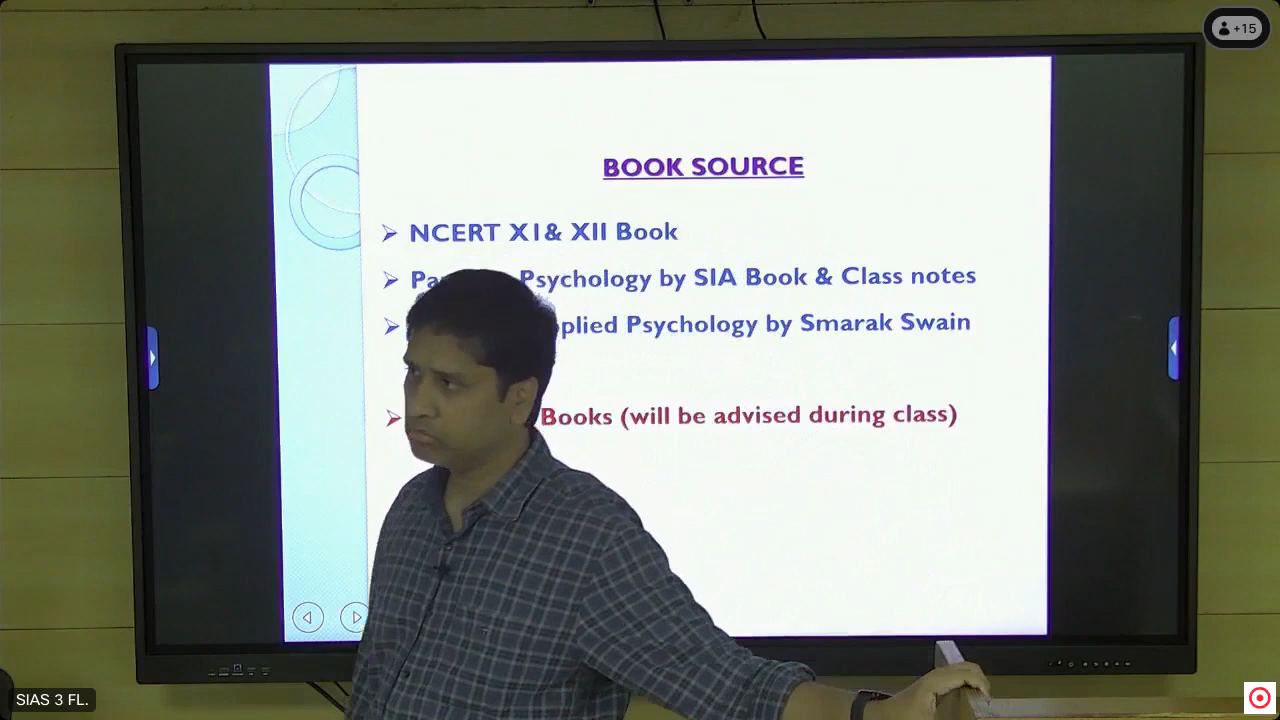 +15
BOOK SOURCE
➢ NCERT XI& XII Book
➢ Psychology by SIA Book & Class notes
➢ Psychology by Smarak Swain
➢ Books (will be advised during class)
SIAS 3 FL.